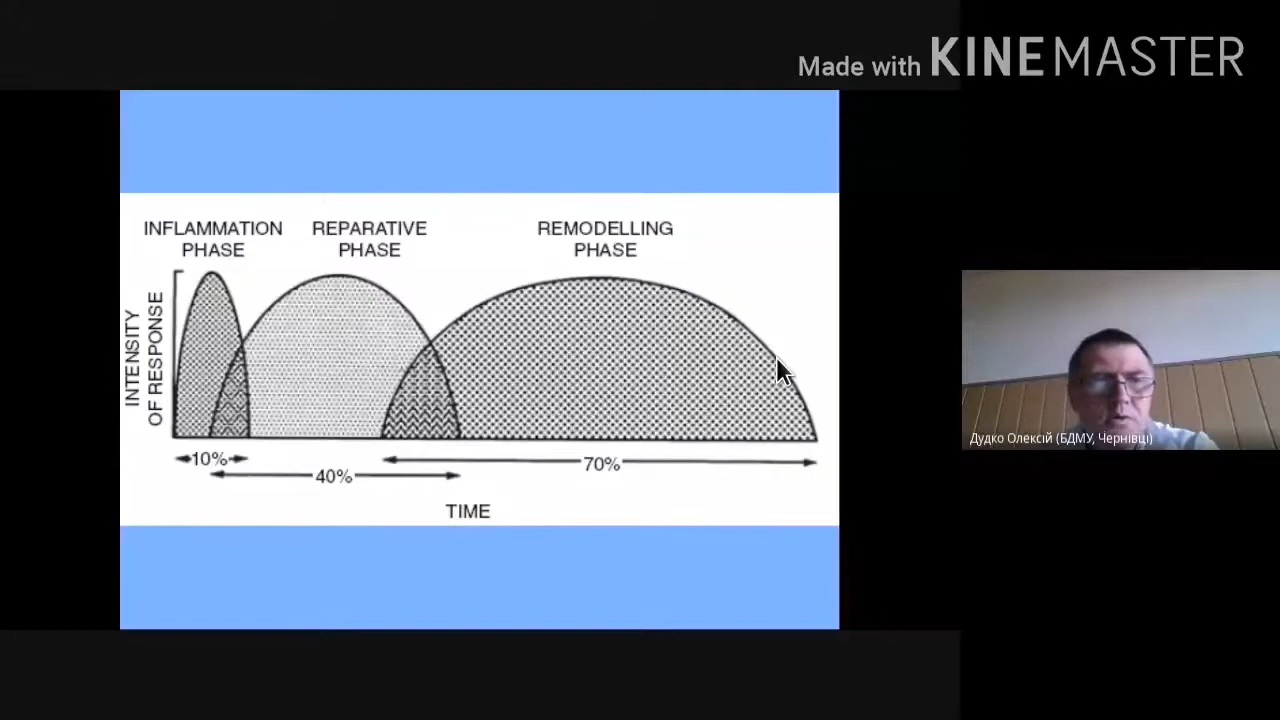 Made with KINEMASTER
INFLAMMATION
PHASE
REPARATIVE
PHASE
REMODELLING
PHASE
INTENSITY
OF RESPONSE
10%
40%
70%
TIME
Дудко Олексій (БДМУ, Чернівці)